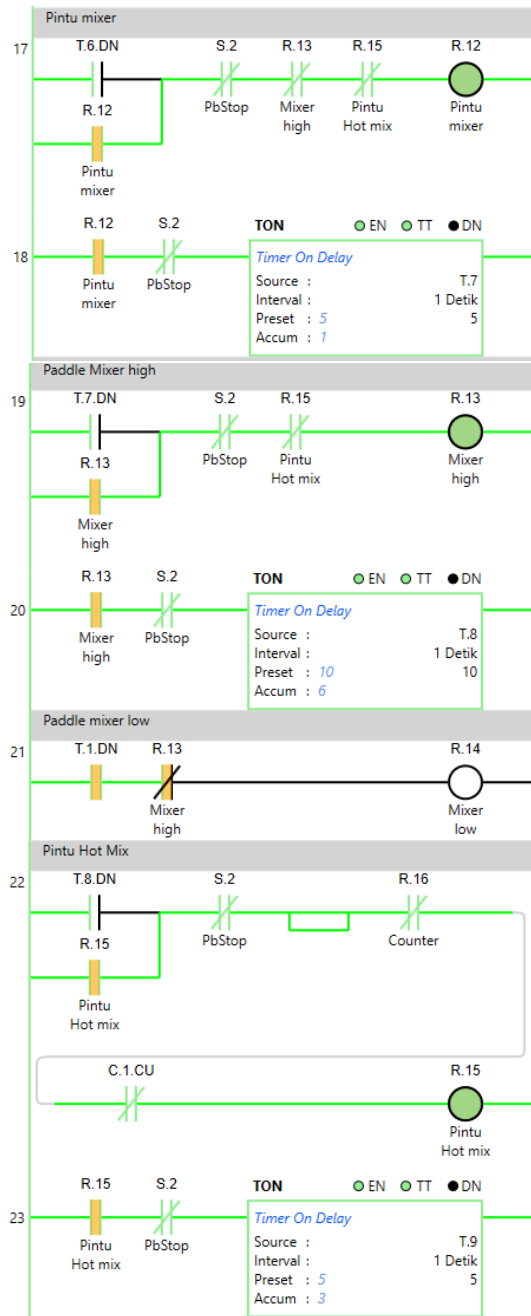 Pintu mixer
17
T.6.DN S.2 R.13 R.15 R.12
PbStop Mixer high Pintu Hot mix Pintu mixer
R.12
Pintu
mixer
18
R.12 S.2 TON EN TT DN
Pintu mixer PbStop
Timer On Delay
Source : T.7
Interval : 1 Detik
Preset : 5 5
Accum : 1
Paddle Mixer high
19
T.7.DN S.2 R.15 R.13
PbStop Pintu Hot mix Mixer high
R.13
Mixer
high
20
R.13 S.2 TON EN TT DN
Mixer high PbStop
Timer On Delay
Source : T.8
Interval : 1 Detik
Preset : 10 10
Accum : 6
Paddle mixer low
21
T.1.DN R.13 R.14
Mixer high Mixer low
Pintu Hot Mix
22
T.8.DN S.2 R.16
PbStop Counter
R.15
Pintu
Hot mix
C.1.CU R.15
Pintu
Hot mix
23
R.15 S.2 TON EN TT DN
Pintu Hot mix PbStop
Timer On Delay
Source : T.9
Interval : 1 Detik
Preset : 5 5
Accum : 3